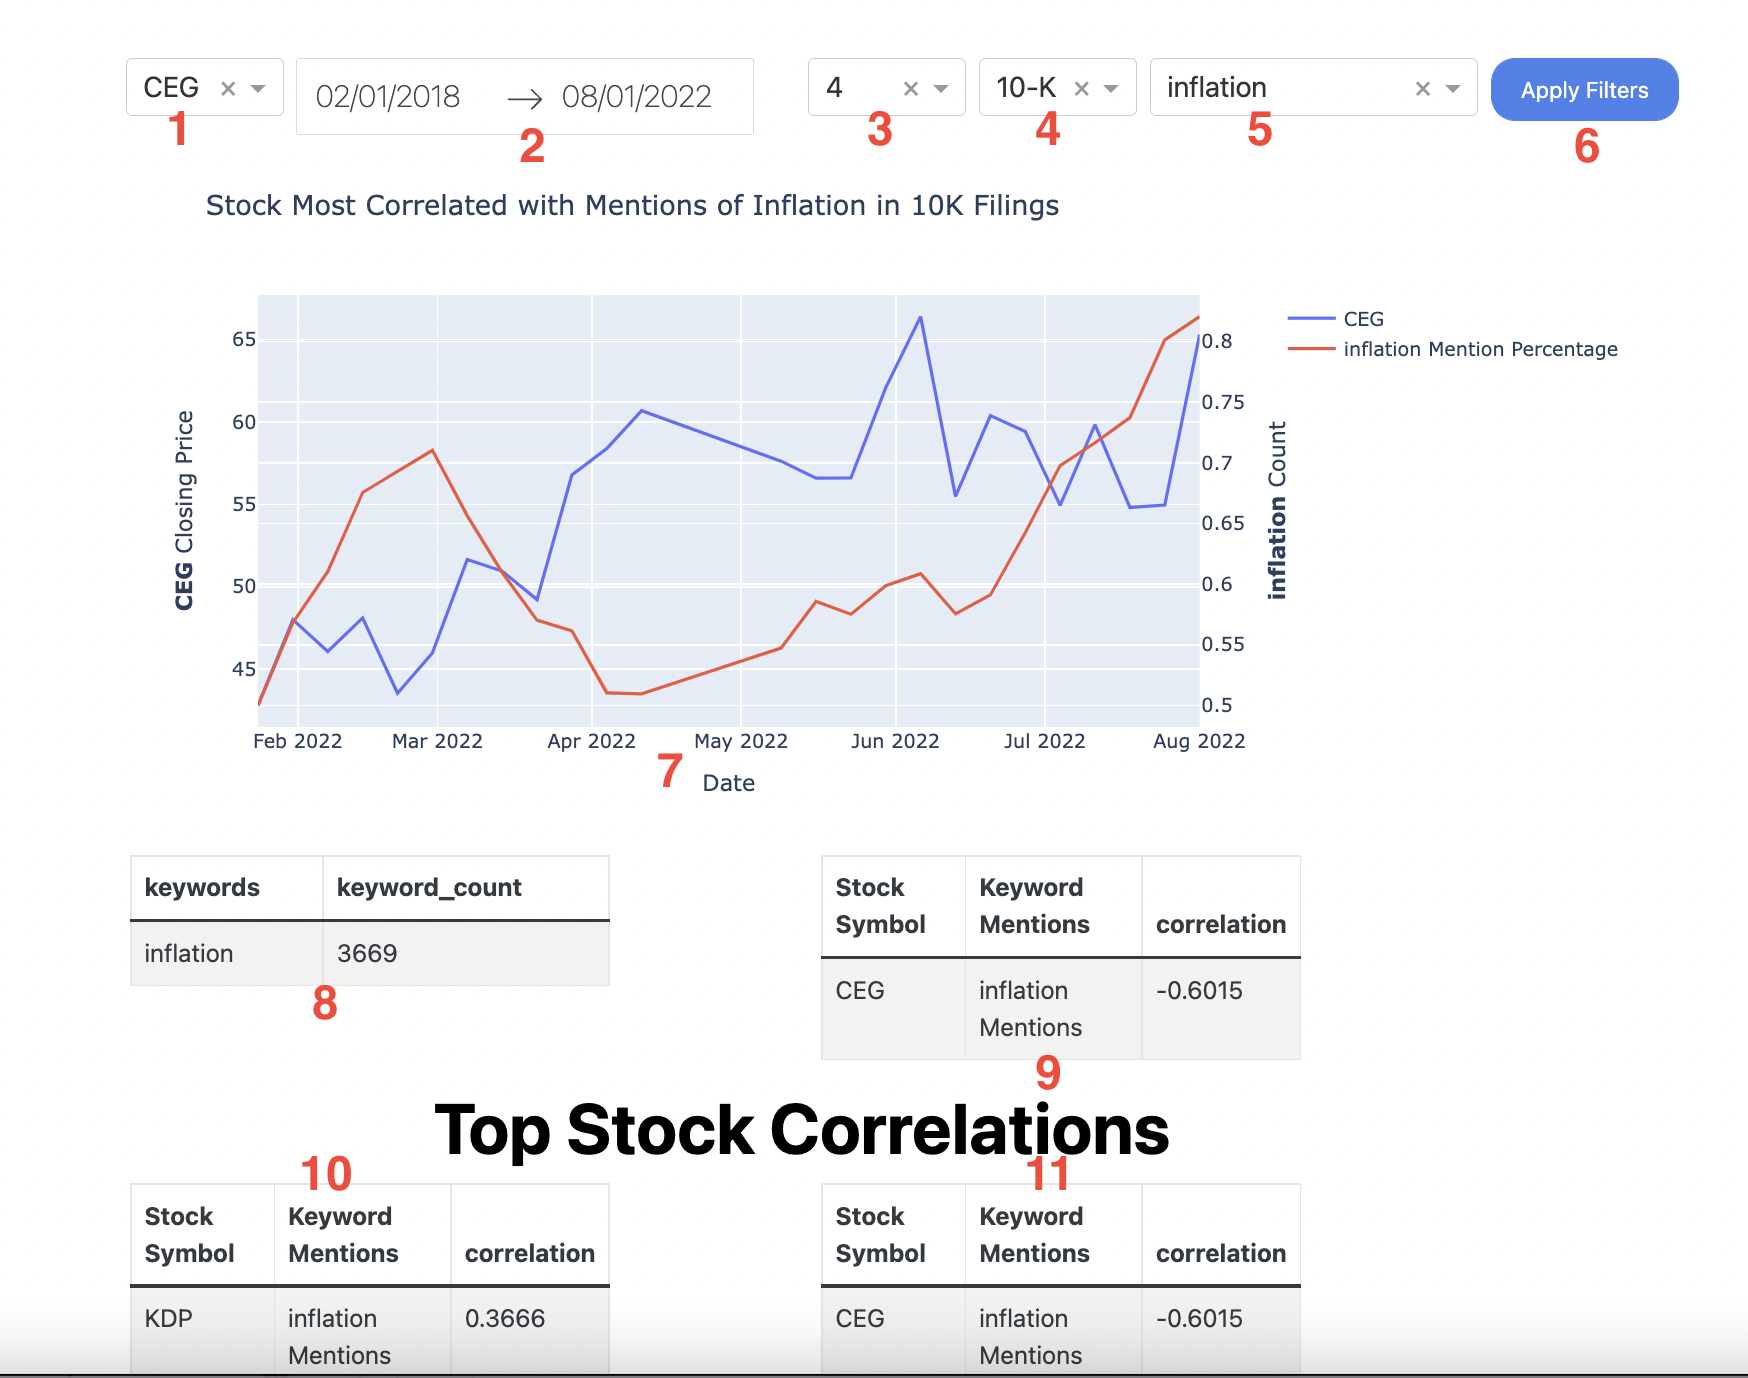 CEG × 02/01/2018 → 08/01/2022 4 × 10-K × inflation × Apply Filters
1 2 3 4 5 6
Stock Most Correlated with Mentions of Inflation in 10K Filings
CEG
inflation Mention Percentage
65
60
55
50
45
CEG Closing Price
0.8
0.75
0.7
0.65
0.6
0.55
0.5
inflation Count
Feb 2022 Mar 2022 Apr 2022 May 2022 Jun 2022 Jul 2022 Aug 2022
7
Date
keywords keyword_count
inflation 3669
8
Stock Symbol Keyword Mentions correlation
CEG inflation Mentions -0.6015
9
Top Stock Correlations
10 11
Stock Symbol Keyword Mentions correlation
KDP inflation Mentions 0.3666
Stock Symbol Keyword Mentions correlation
CEG inflation Mentions -0.6015